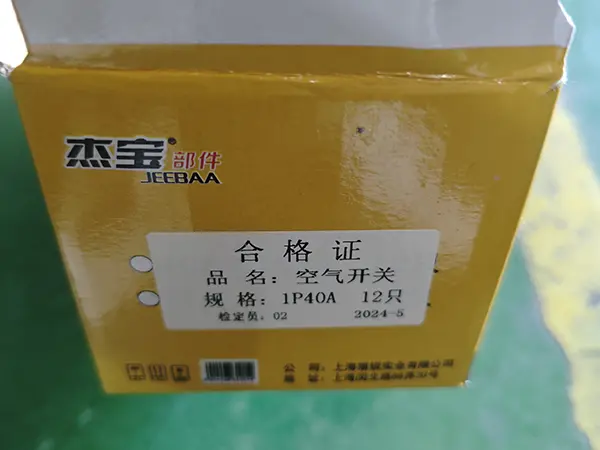 杰宝®部件
JEEBAA
合格证
品名：空气开关
规格：1P40A 12只
检定员：02 2024-5